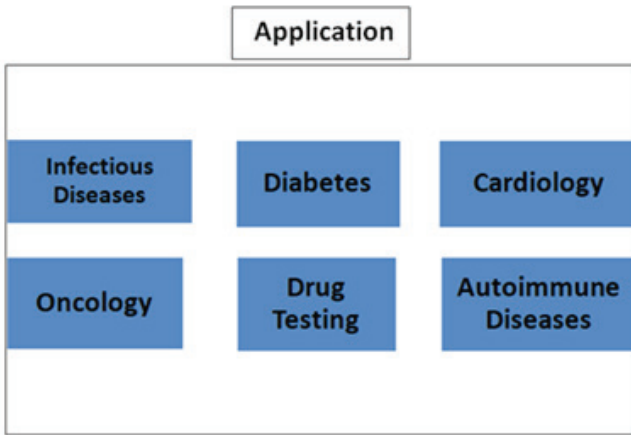 Application
Infectious
Diseases
Diabetes
Cardiology
Oncology
Drug
Testing
Autoimmune
Diseases